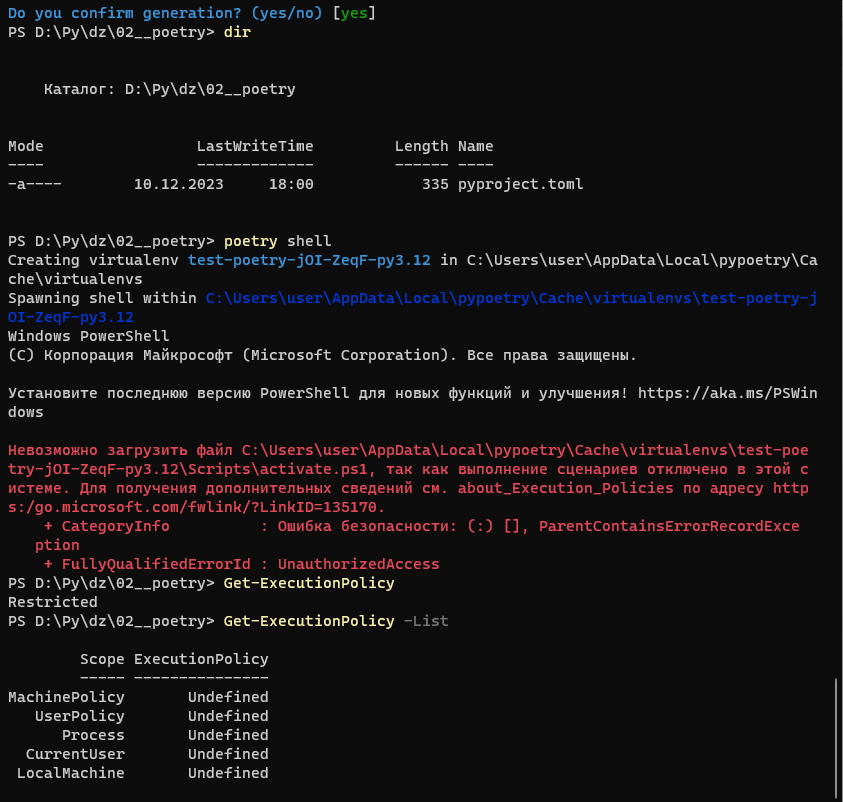 Do you confirm generation? (yes/no) [yes]
PS D:\Py\dz\02__poetry> dir
Каталог: D:\Py\dz\02__poetry
Mode                 LastWriteTime         Length Name
----                 -------------         ------ ----
-a----        10.12.2023     18:00            335 pyproject.toml
PS D:\Py\dz\02__poetry> poetry shell
Creating virtualenv test-poetry-jOI-ZeqF-py3.12 in C:\Users\user\AppData\Local\pypoetry\Ca
che\virtualenvs
Spawning shell within C:\Users\user\AppData\Local\pypoetry\Cache\virtualenvs\test-poetry-j
OI-ZeqF-py3.12
Windows PowerShell
(C) Корпорация Майкрософт (Microsoft Corporation). Все права защищены.
Установите последнюю версию PowerShell для новых функций и улучшения! https://aka.ms/PSWin
dows
Невозможно загрузить файл C:\Users\user\AppData\Local\pypoetry\Cache\virtualenvs\test-poe
try-jOI-ZeqF-py3.12\Scripts\activate.ps1, так как выполнение сценариев отключено в этой с
истеме. Для получения дополнительных сведений см. about_Execution_Policies по адресу http
s:/go.microsoft.com/fwlink/?LinkID=135170.
+ CategoryInfo          : Ошибка безопасности: (:) [], ParentContainsErrorRecordExce
ption
+ FullyQualifiedErrorId : UnauthorizedAccess
PS D:\Py\dz\02__poetry> Get-ExecutionPolicy
Restricted
PS D:\Py\dz\02__poetry> Get-ExecutionPolicy -List
Scope ExecutionPolicy
----- ---------------
MachinePolicy       Undefined
UserPolicy       Undefined
Process       Undefined
CurrentUser       Undefined
LocalMachine       Undefined